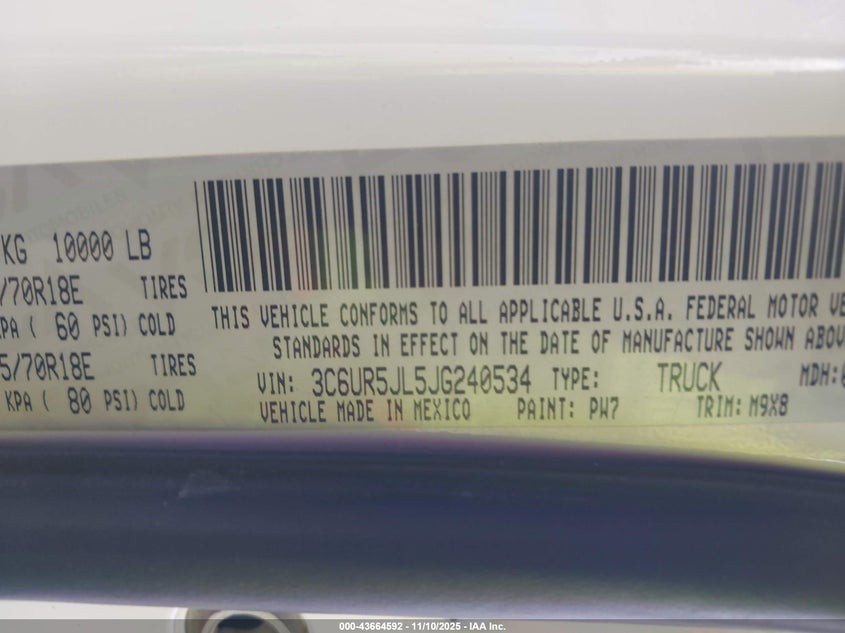 KG 10000 LB
/70R18E TIRES
KPA ( 60 PSI) COLD
5/70R18E TIRES
KPA ( 80 PSI) COLD
THIS VEHICLE CONFORMS TO ALL APPLICABLE U.S.A. FEDERAL MOTOR VE
STANDARDS IN EFFECT ON THE DATE OF MANUFACTURE SHOWN ABOV
VIN: 3C6UR5JL5JG240534 TYPE: TRUCK MDH:0
VEHICLE MADE IN MEXICO PAINT: PW7 TRIM: M9X8
000-43664592 - 11/10/2025 - IAA Inc.